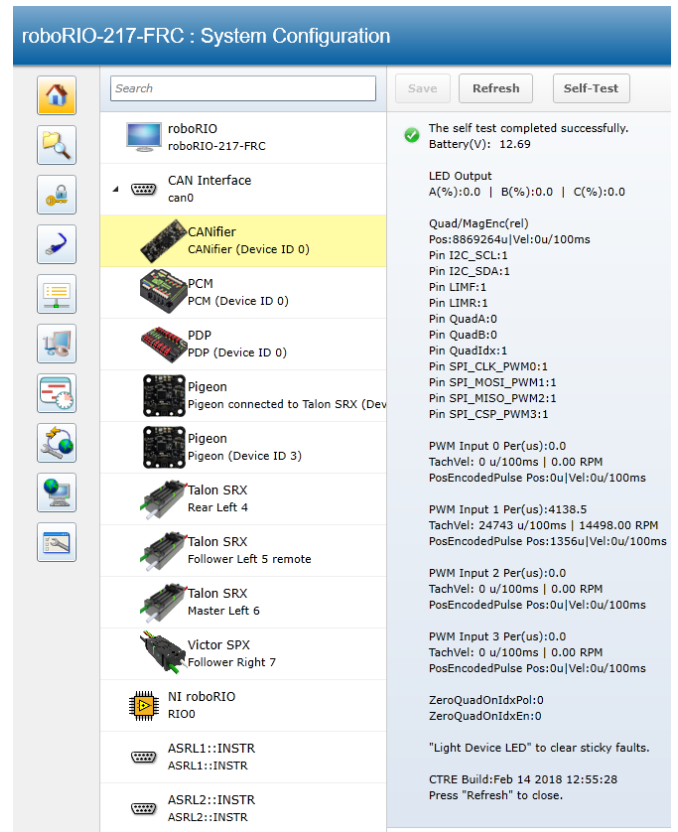 roboRIO-217-FRC : System Configuration
Search
Save Refresh Self-Test
roboRIO
roboRIO-217-FRC
CAN Interface
can0
CANifier
CANifier (Device ID 0)
PCM
PCM (Device ID 0)
PDP
PDP (Device ID 0)
Pigeon
Pigeon connected to Talon SRX (Dev
Pigeon
Pigeon (Device ID 3)
Talon SRX
Rear Left 4
Talon SRX
Follower Left 5 remote
Talon SRX
Master Left 6
Victor SPX
Follower Right 7
NI roboRIO
RIO0
ASRL1::INSTR
ASRL1::INSTR
ASRL2::INSTR
ASRL2::INSTR
The self test completed successfully.
Battery(V): 12.69
LED Output
A(%):0.0 | B(%):0.0 | C(%):0.0
Quad/MagEnc(rel)
Pos:8869264u|Vel:0u/100ms
Pin I2C_SCL:1
Pin I2C_SDA:1
Pin LIMF:1
Pin LIMR:1
Pin QuadA:0
Pin QuadB:0
Pin QuadIdx:1
Pin SPI_CLK_PWM0:1
Pin SPI_MOSI_PWM1:1
Pin SPI_MISO_PWM2:1
Pin SPI_CSP_PWM3:1
PWM Input 0 Per(us):0.0
TachVel: 0 u/100ms | 0.00 RPM
PosEncodedPulse Pos:0u|Vel:0u/100ms
PWM Input 1 Per(us):4138.5
TachVel: 24743 u/100ms | 14498.00 RPM
PosEncodedPulse Pos:1356u|Vel:0u/100ms
PWM Input 2 Per(us):0.0
TachVel: 0 u/100ms | 0.00 RPM
PosEncodedPulse Pos:0u|Vel:0u/100ms
PWM Input 3 Per(us):0.0
TachVel: 0 u/100ms | 0.00 RPM
PosEncodedPulse Pos:0u|Vel:0u/100ms
ZeroQuadOnIdxPol:0
ZeroQuadOnIdxEn:0
"Light Device LED" to clear sticky faults.
CTRE Build:Feb 14 2018 12:55:28
Press "Refresh" to close.